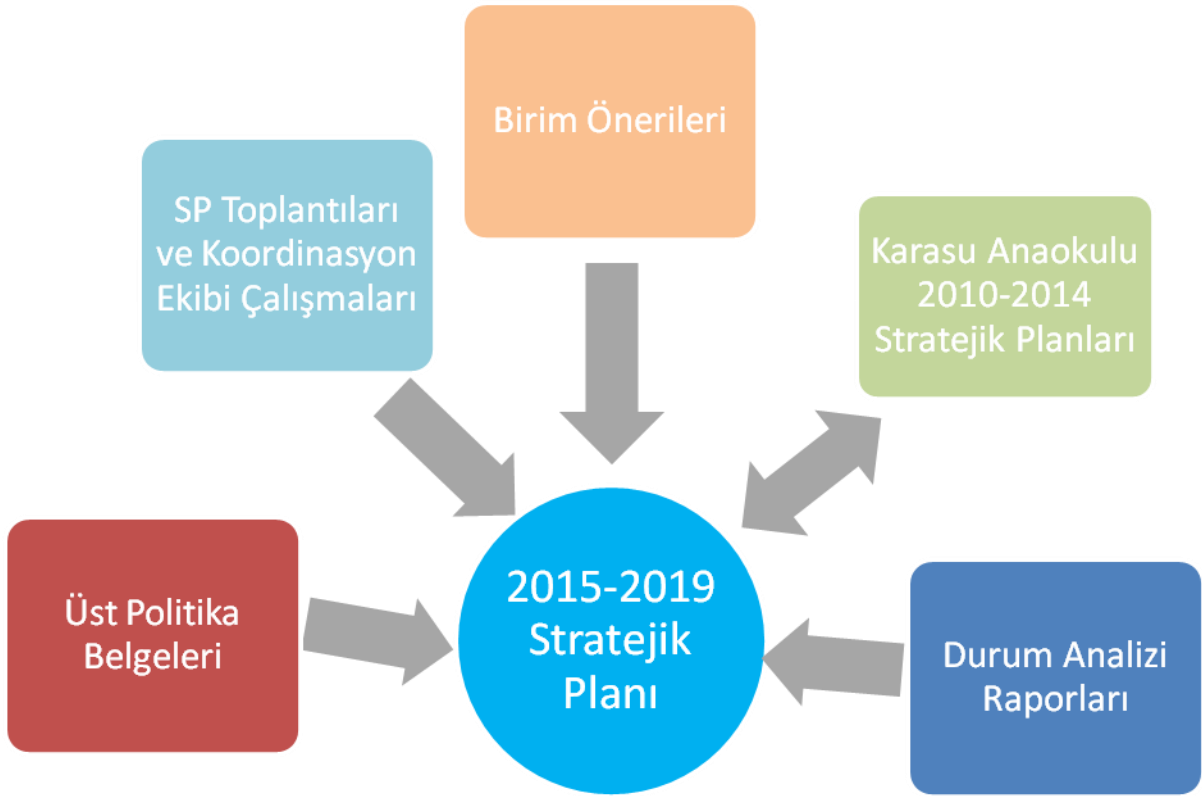 Birim Önerileri
SP Toplantıları
ve Koordinasyon
Ekibi Çalışmaları
Karasu Anaokulu
2010-2014
Stratejik Planları
Üst Politika
Belgeleri
2015-2019
Stratejik
Planı
Durum Analizi
Raporları